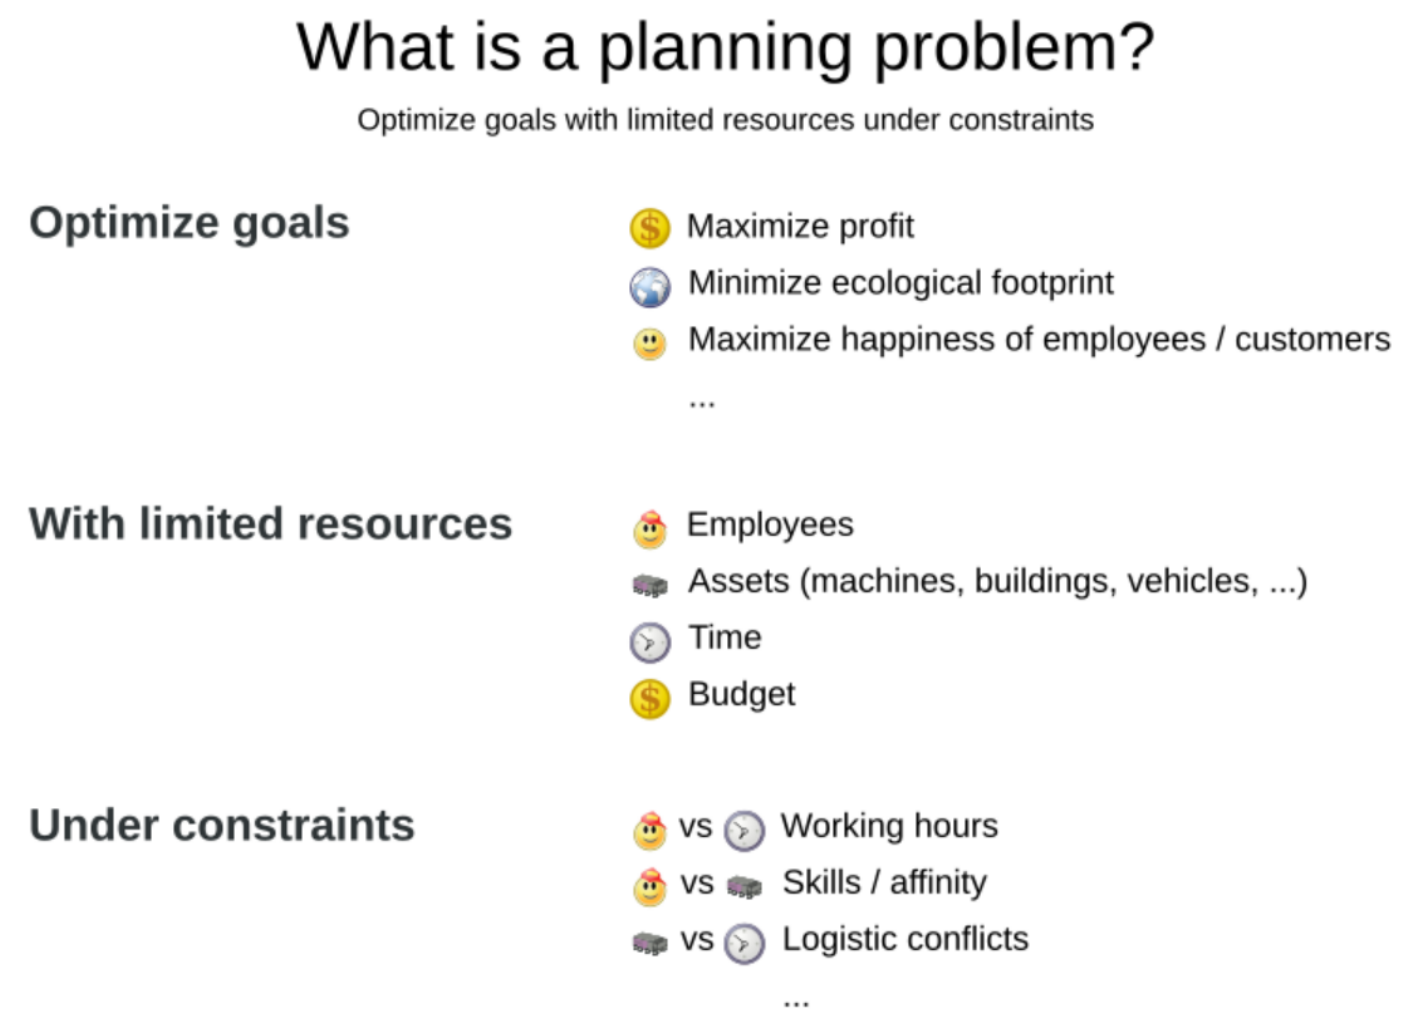 What is a planning problem?
Optimize goals with limited resources under constraints
Optimize goals
$ Maximize profit
Minimize ecological footprint
Maximize happiness of employees / customers
...
With limited resources
Employees
Assets (machines, buildings, vehicles, ...)
Time
$ Budget
Under constraints
vs Working hours
vs Skills / affinity
vs Logistic conflicts
...